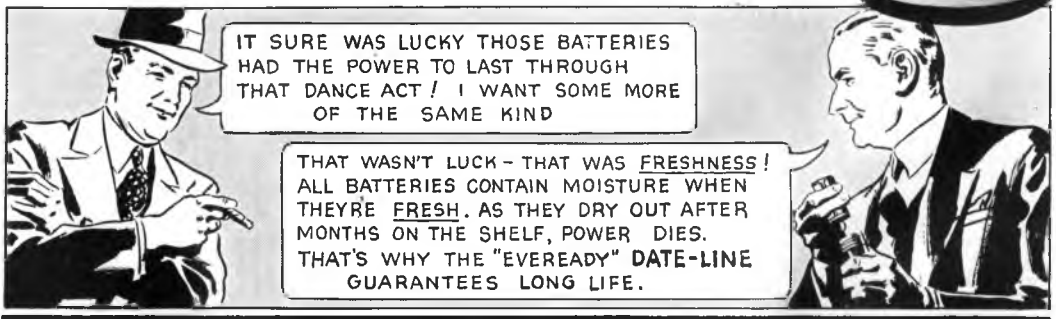 IT SURE WAS LUCKY THOSE BATTERIES
HAD THE POWER TO LAST THROUGH
THAT DANCE ACT! I WANT SOME MORE
OF THE SAME KIND
THAT WASN'T LUCK - THAT WAS FRESHNESS!
ALL BATTERIES CONTAIN MOISTURE WHEN
THEY'RE FRESH. AS THEY DRY OUT AFTER
MONTHS ON THE SHELF, POWER DIES.
THAT'S WHY THE "EVEREADY" DATE-LINE
GUARANTEES LONG LIFE.